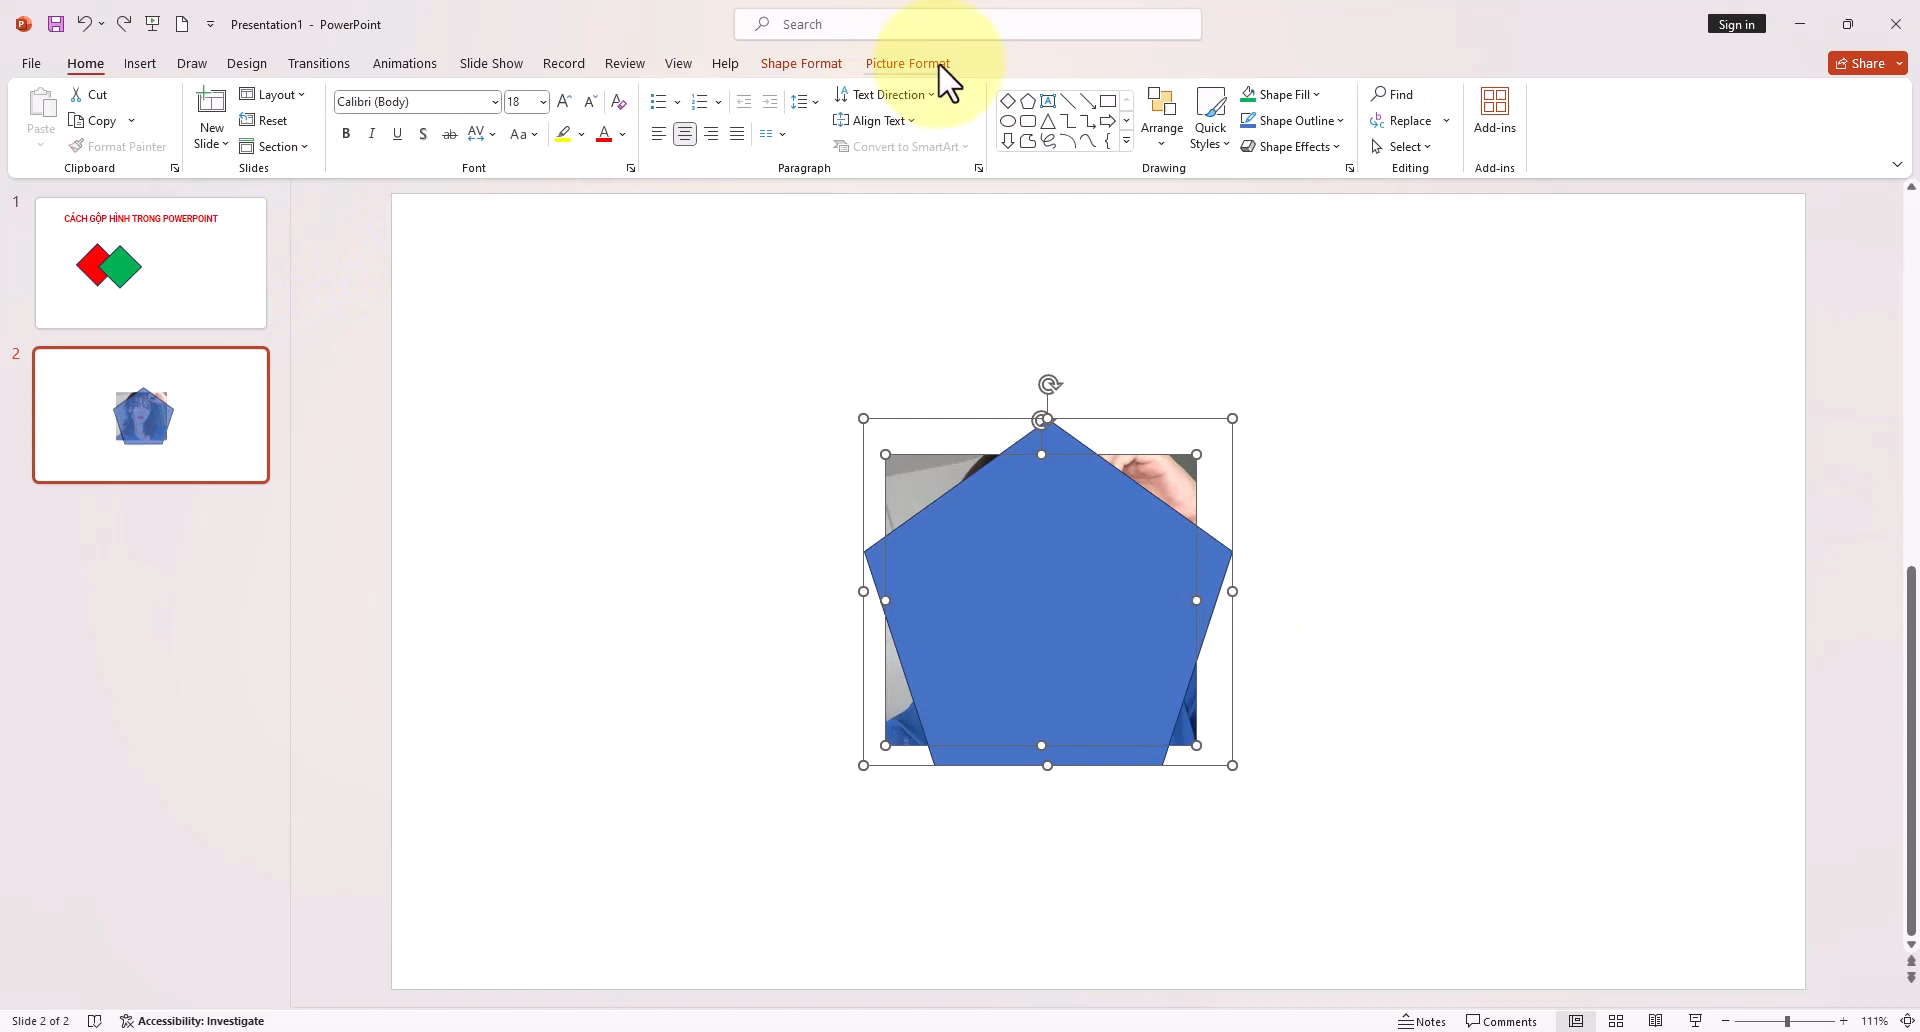 Presentation1 - PowerPoint
Search
Sign in
File Home Insert Draw Design Transitions Animations Slide Show Record Review View Help Shape Format Picture Format
Share
Paste
Cut
Copy
Format Painter
Clipboard
New Slide
Layout
Reset
Section
Slides
Calibri (Body) 18
B I U S ab AV Aa A
Font
Text Direction
Align Text
Convert to SmartArt
Paragraph
Arrange
Quick Styles
Shape Fill
Shape Outline
Shape Effects
Drawing
Find
Replace
Select
Editing
Add-ins
Add-ins
1
CÁCH GỘP HÌNH TRONG POWERPOINT
2
Slide 2 of 2 Accessibility: Investigate
Notes Comments 111%